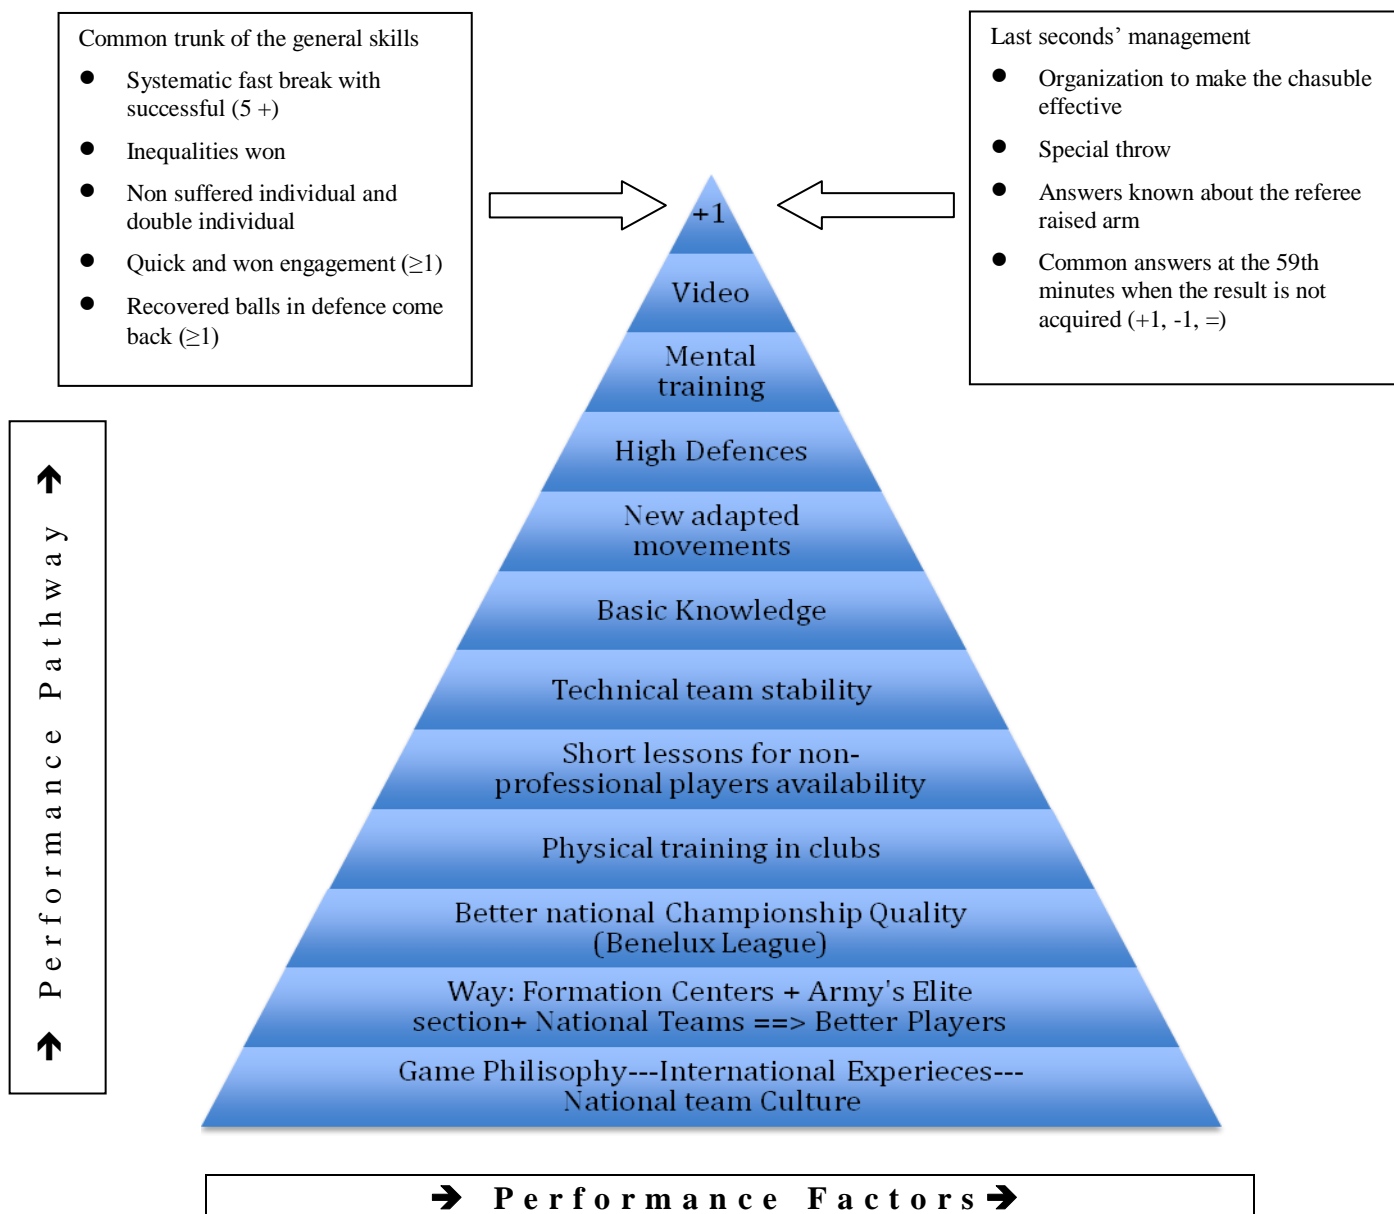 Common trunk of the general skills
● Systematic fast break with
successful (5 +)
● Inequalities won
● Non suffered individual and
double individual
● Quick and won engagement (≥1)
● Recovered balls in defence come
back (≥1)
Last seconds’ management
● Organization to make the chasuble
effective
● Special throw
● Answers known about the referee
raised arm
● Common answers at the 59th
minutes when the result is not
acquired (+1, -1, =)
+1
Video
Mental
training
High Defences
New adapted
movements
Basic Knowledge
Technical team stability
Short lessons for non-
professional players availability
Physical training in clubs
Better national Championship Quality
(Benelux League)
Way: Formation Centers + Army's Elite
section+ National Teams ==> Better Players
Game Philisophy---International Experieces---
National team Culture
➔ Performance Pathway ➔
➔ Performance Factors➔